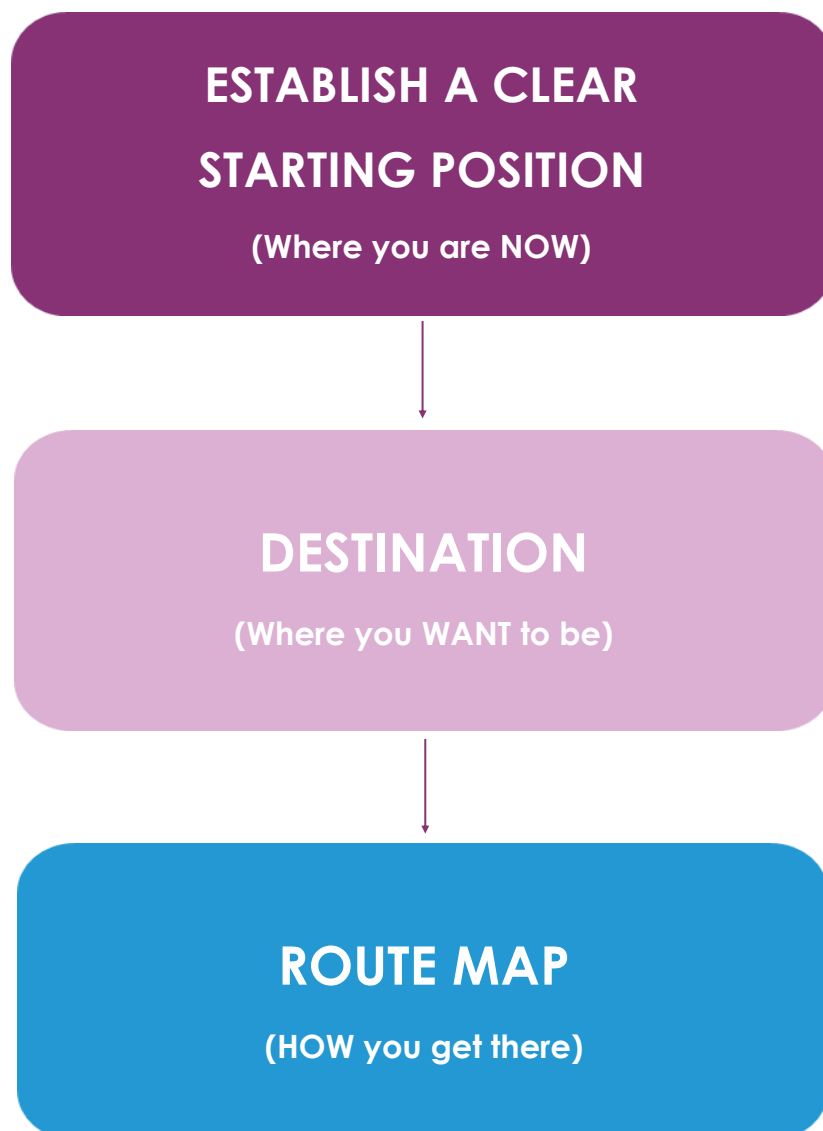 ESTABLISH A CLEAR
STARTING POSITION
(Where you are NOW)
DESTINATION
(Where you WANT to be)
ROUTE MAP
(HOW you get there)